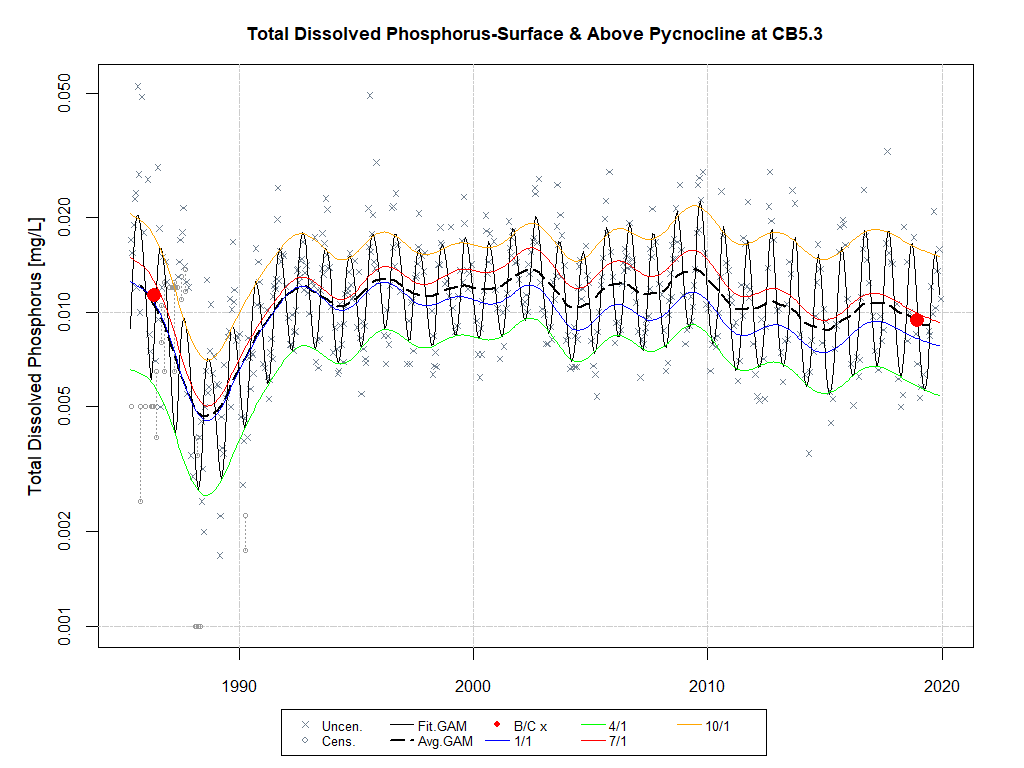 Total Dissolved Phosphorus-Surface & Above Pycnocline at CB5.3
Total Dissolved Phosphorus [mg/L]
0.050
0.020
0.010
0.005
0.002
0.001
1990 2000 2010 2020
Uncen. Fit.GAM B/C x 4/1 10/1
Cens. Avg.GAM 1/1 7/1